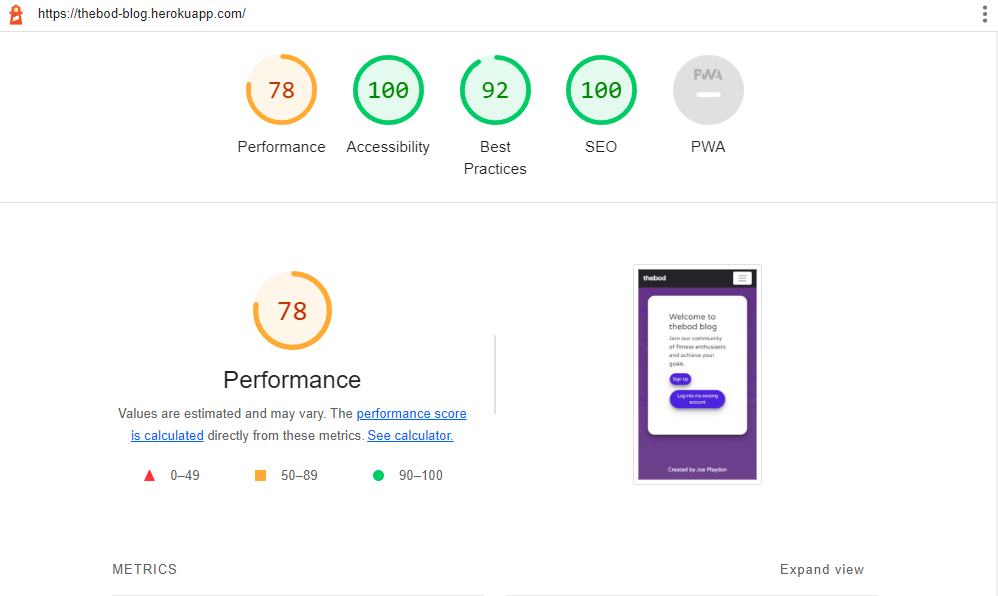 https://thebod-blog.herokuapp.com/
78
100
92
100
PWA
Performance
Accessibility
Best
Practices
SEO
PWA
78
Performance
Values are estimated and may vary. The performance score
is calculated directly from these metrics. See calculator.
0–49
50–89
90–100
thebod
Welcome to
thebod blog
Join our community
of fitness enthusiasts
and achieve your
goals.
Sign Up
Log into my existing
account
Created by Joe Playdon
METRICS
Expand view